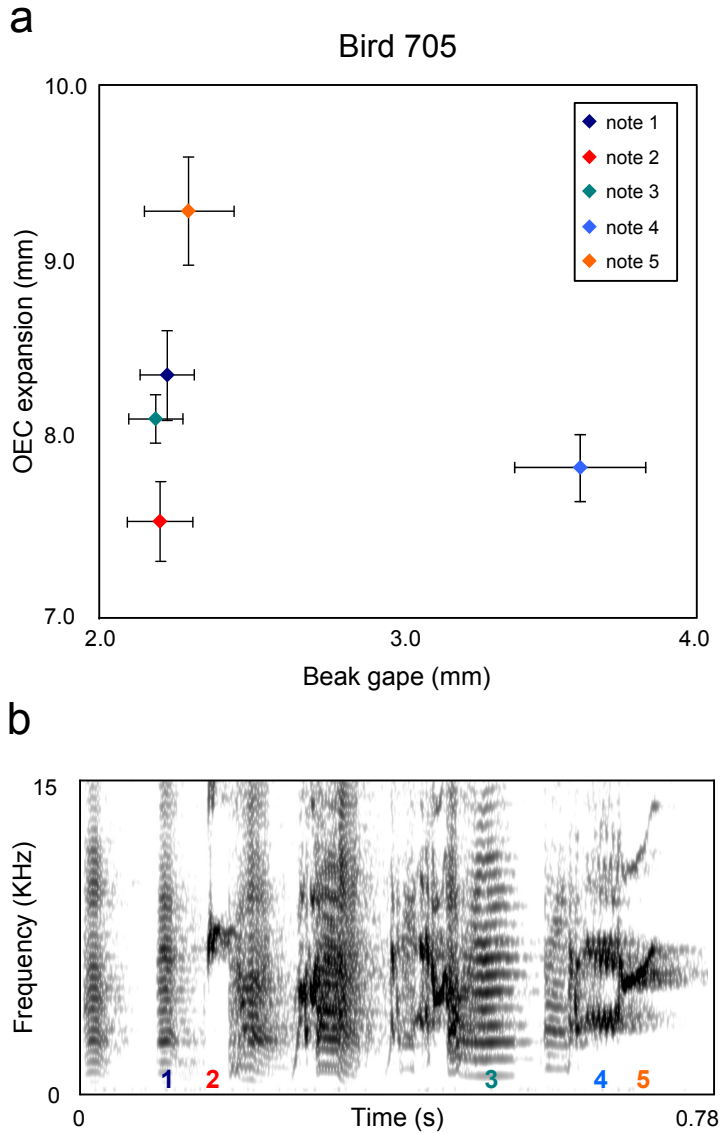 a
Bird 705
10.0
9.0
8.0
7.0
OEC expansion (mm)
note 1
note 2
note 3
note 4
note 5
2.0 3.0 4.0
Beak gape (mm)
b
15
Frequency (KHz)
0
1 2 3 4 5
0 Time (s) 0.78